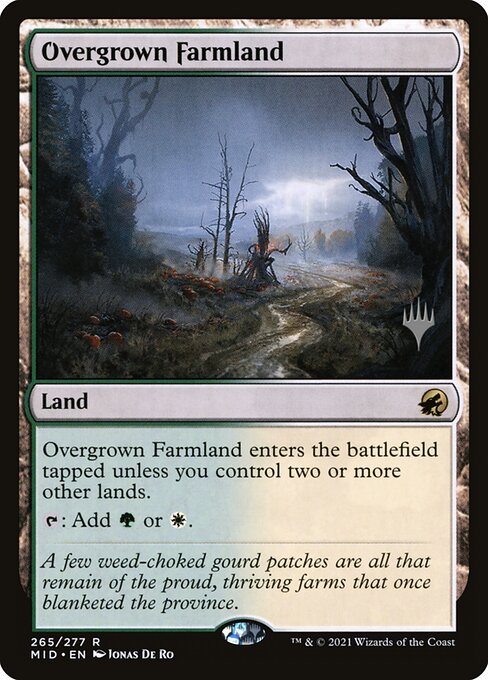 Overgrown Farmland
Land
Overgrown Farmland enters the battlefield
tapped unless you control two or more
other lands.
: Add or .
A few weed-choked gourd patches are all that
remain of the proud, thriving farms that once
blanketed the province.
265/277 R
MID • EN Jonas De Ro
™ & © 2021 Wizards of the Coast